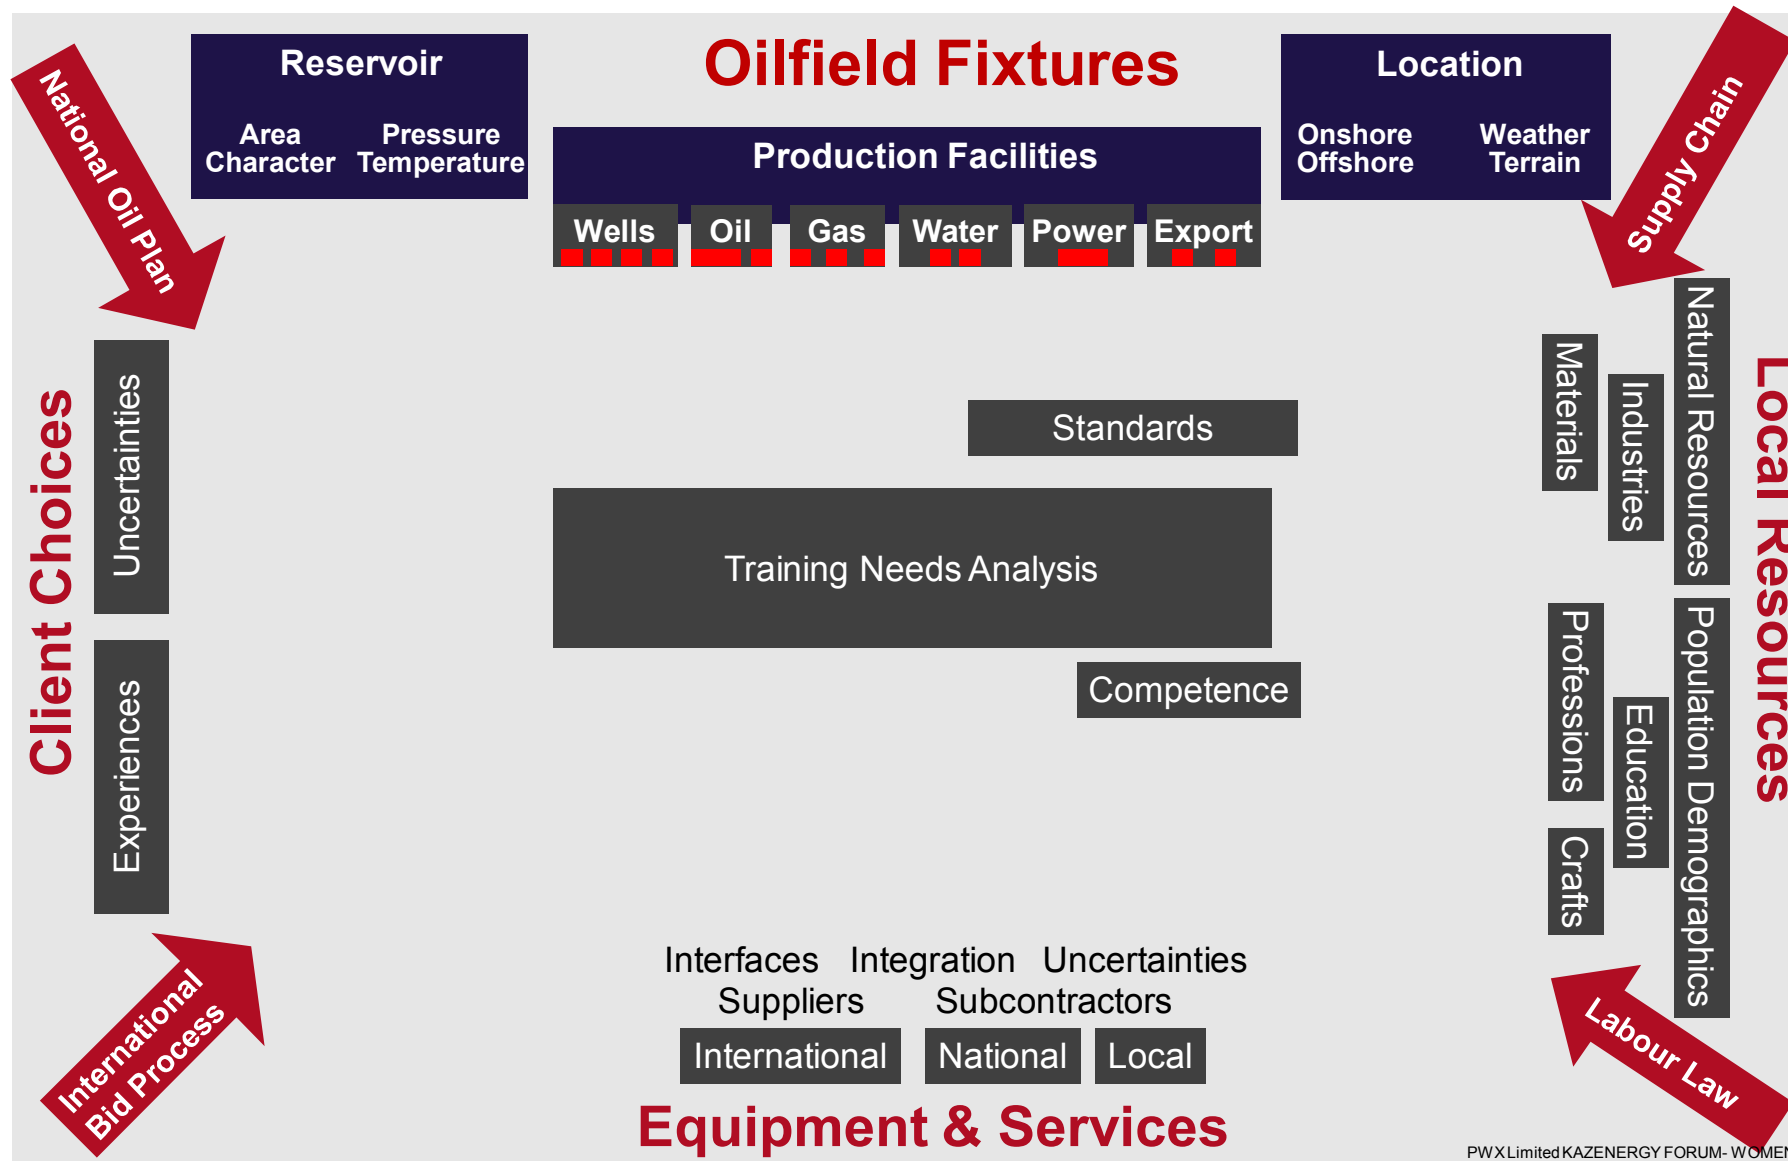 Oilfield Fixtures
National Oil Plan
Reservoir
Area
Character
Pressure
Temperature
Production Facilities
Wells
Oil
Gas
Water
Power
Export
Location
Onshore
Offshore
Weather
Terrain
Supply Chain
Client Choices
Uncertainties
Experiences
Standards
Training Needs Analysis
Competence
Materials
Industries
Natural Resources
Local Resources
Professions
Crafts
Education
Population Demographics
International
Bid Process
Interfaces Integration Uncertainties
Suppliers Subcontractors
International
National
Local
Equipment & Services
Labour Law
PWX Limited KAZENERGY FORUM- WOMEN